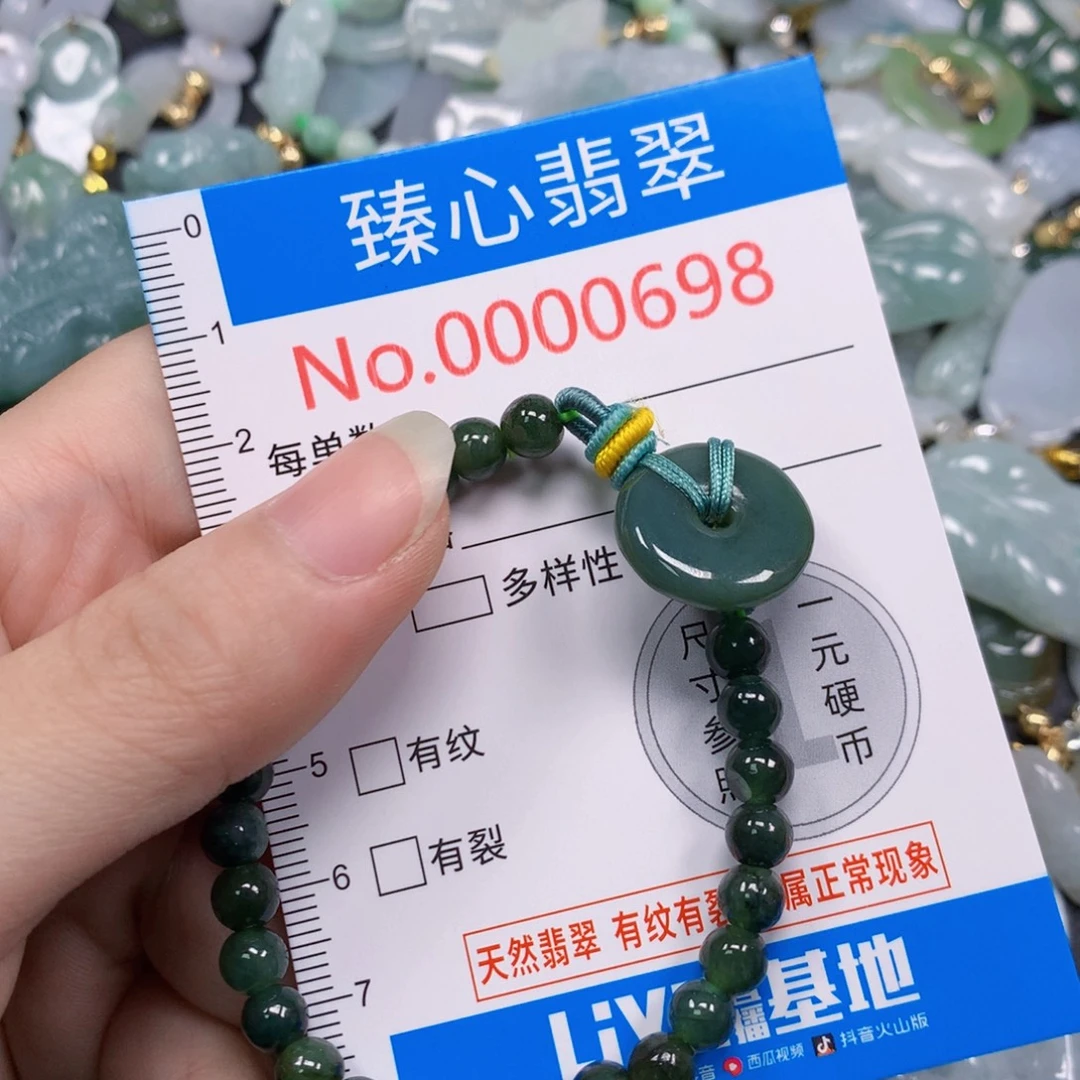 臻心翡翠
No.0000698
0
1
2
每单
多样性
一元硬币
尺寸参照
5
有纹
6
有裂
天然翡翠 有纹有裂 属正常现象
7
基地
音 西瓜视频 抖音火山版